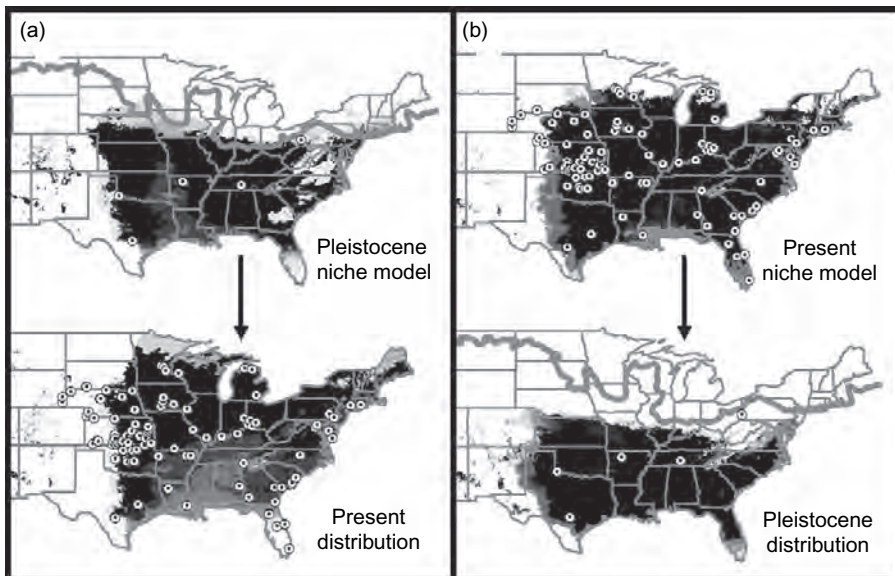 (a)
Pleistocene
niche model
Present
distribution
(b)
Present
niche model
Pleistocene
distribution